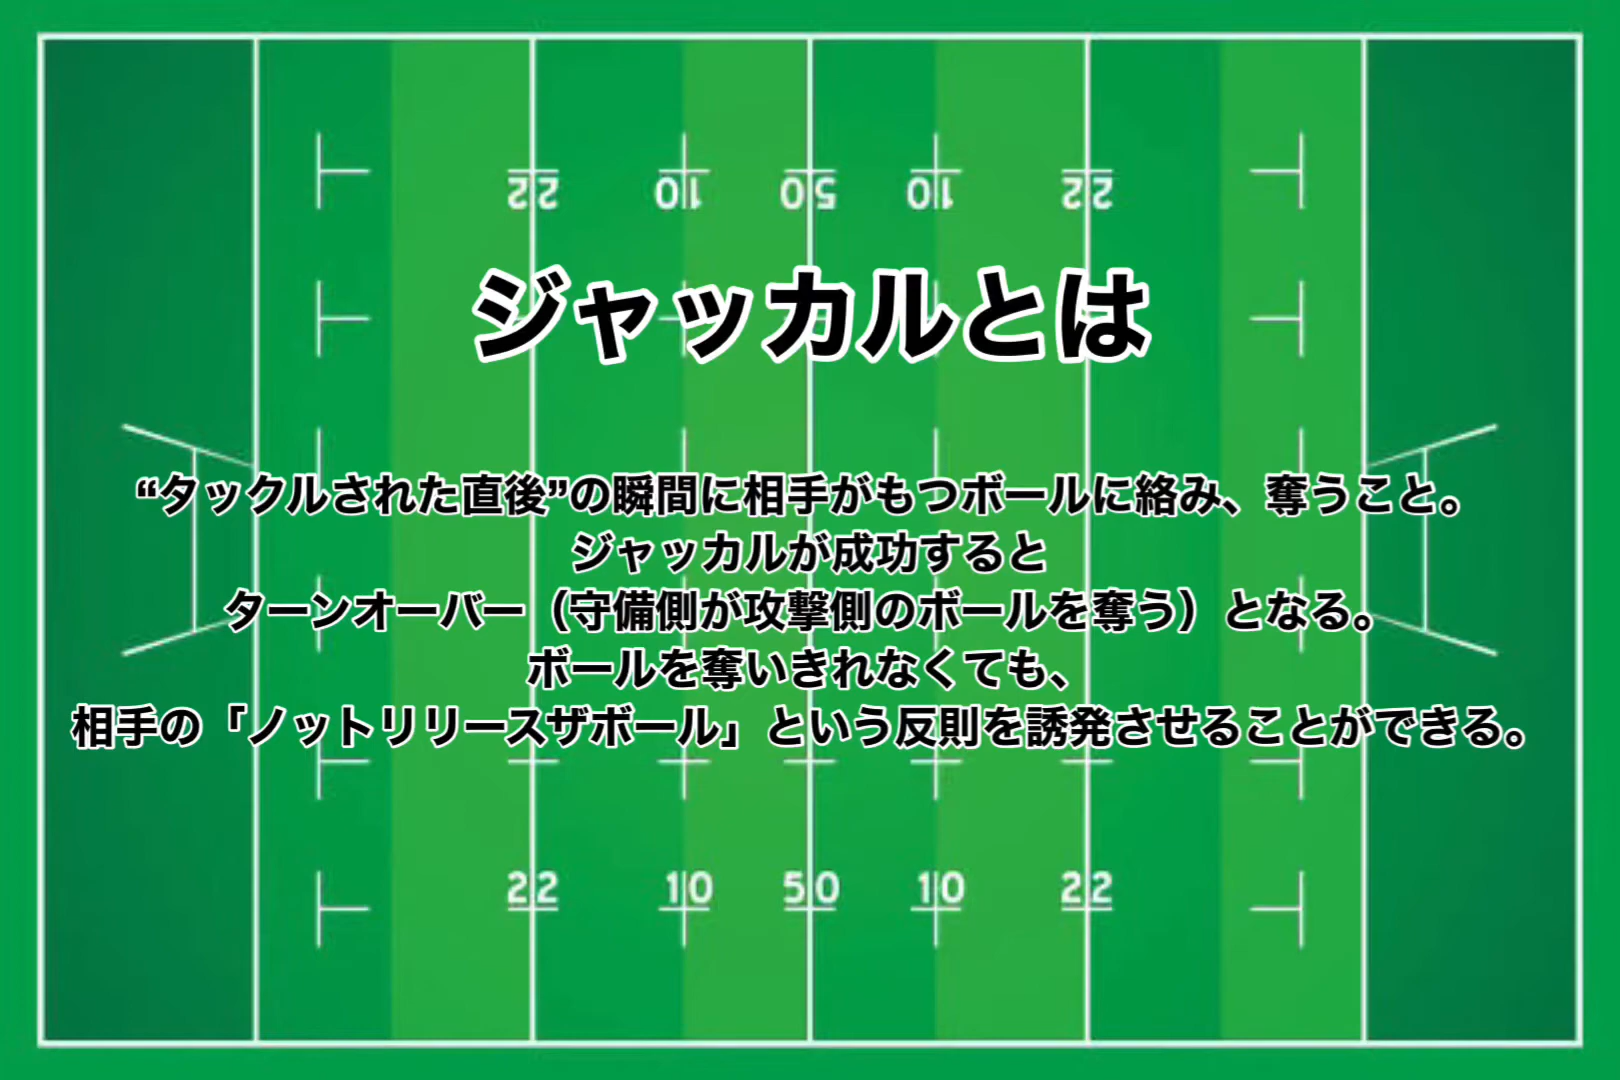 22 10 50 10 22
ジャッカルとは
“タックルされた直後”の瞬間に相手がもつボールに絡み、奪うこと。
ジャッカルが成功すると
ターンオーバー（守備側が攻撃側のボールを奪う）となる。
ボールを奪いきれなくても、
相手の「ノットリリースザボール」という反則を誘発させることができる。
22 10 50 10 22